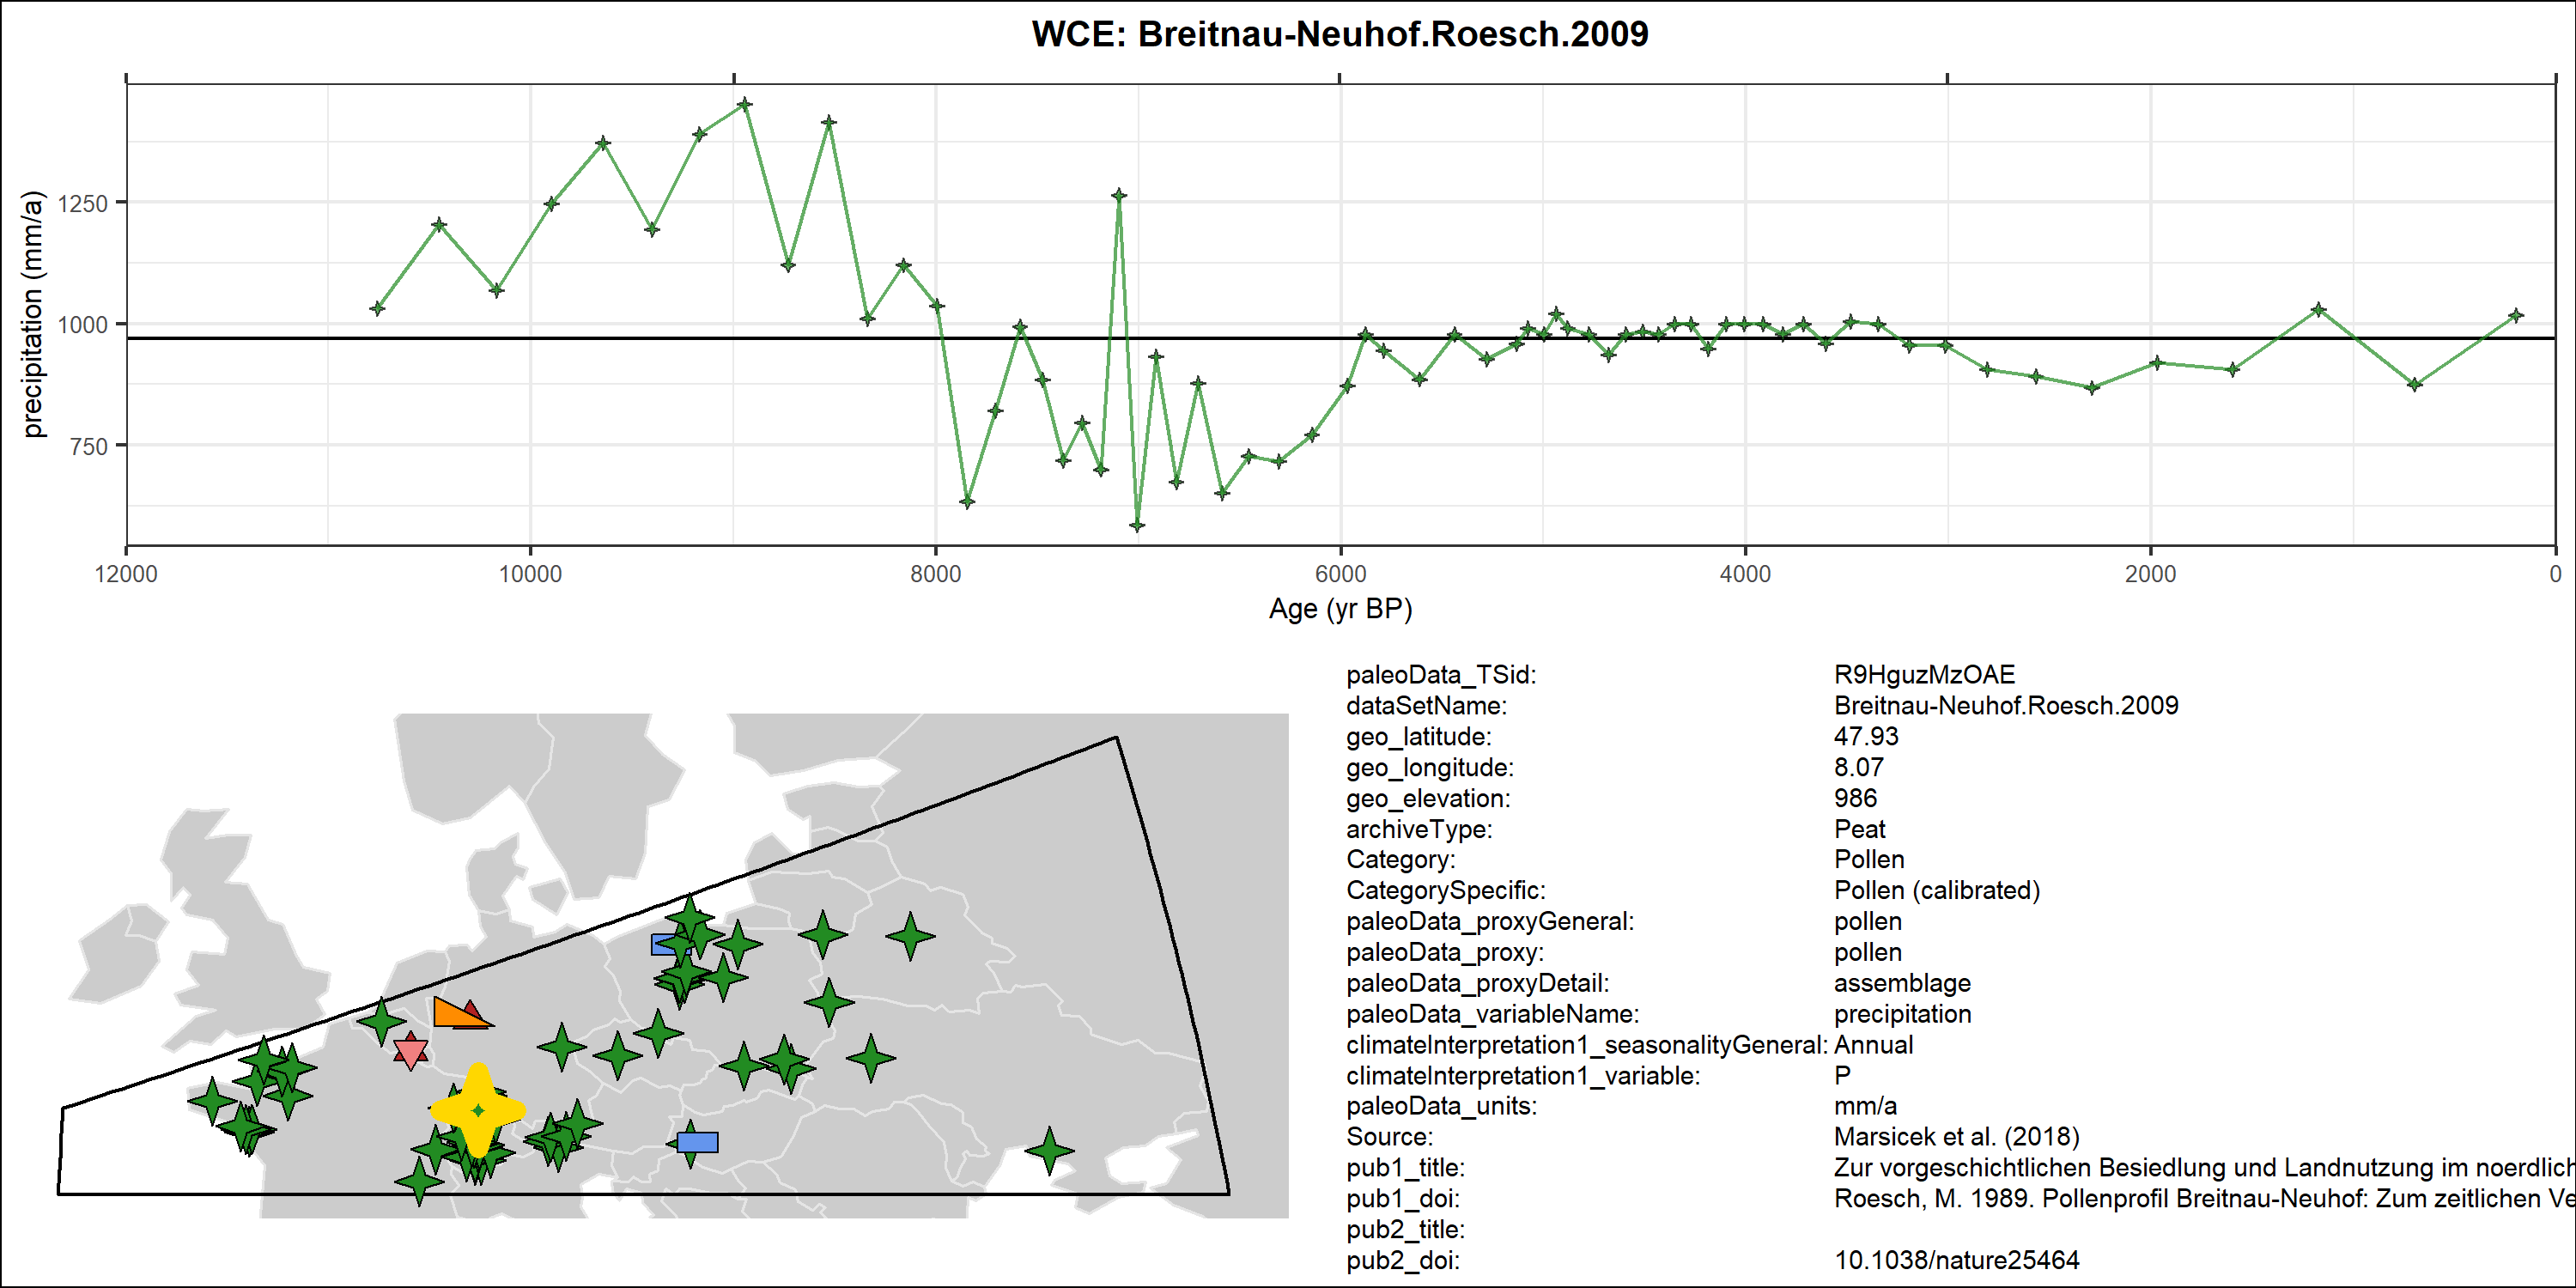 WCE: Breitnau-Neuhof.Roesch.2009
precipitation (mm/a)
1250
1000
750
12000 10000 8000 6000 4000 2000 0
Age (yr BP)
paleoData_TSid: R9HguzMzOAE
dataSetName: Breitnau-Neuhof.Roesch.2009
geo_latitude: 47.93
geo_longitude: 8.07
geo_elevation: 986
archiveType: Peat
Category: Pollen
CategorySpecific: Pollen (calibrated)
paleoData_proxyGeneral: pollen
paleoData_proxy: pollen
paleoData_proxyDetail: assemblage
paleoData_variableName: precipitation
climateInterpretation1_seasonalityGeneral: Annual
climateInterpretation1_variable: P
paleoData_units: mm/a
Source: Marsicek et al. (2018)
pub1_title: Zur vorgeschichtlichen Besiedlung und Landnutzung im noerdlich
pub1_doi: Roesch, M. 1989. Pollenprofil Breitnau-Neuhof: Zum zeitlichen Ve
pub2_title:
pub2_doi: 10.1038/nature25464